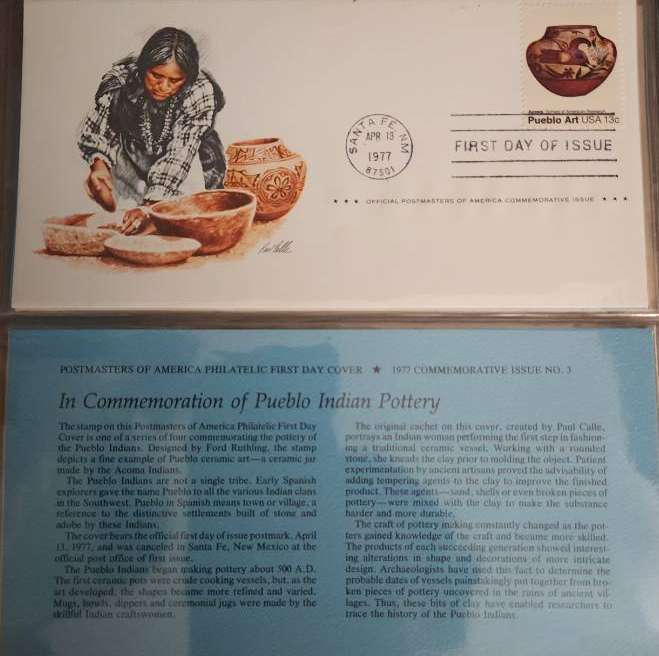 Acoma
Pueblo Art USA 13c
SANTA FE, NM
APR 13
1977
87501
FIRST DAY OF ISSUE
★ ★ ★ OFFICIAL POSTMASTERS OF AMERICA COMMEMORATIVE ISSUE ★ ★ ★
Paul Calle
POSTMASTERS OF AMERICA PHILATELIC FIRST DAY COVER ★ 1977 COMMEMORATIVE ISSUE NO. 3
In Commemoration of Pueblo Indian Pottery
The stamp on this Postmasters of America Philatelic First Day
Cover is one of a series of four commemorating the pottery of
the Pueblo Indians. Designed by Ford Ruthling, the stamp
depicts a fine example of Pueblo ceramic art—a ceramic jar
made by the Acoma Indians.
The Pueblo Indians are not a single tribe. Early Spanish
explorers gave the name Pueblo to all the various Indian clans
in the Southwest. Pueblo in Spanish means town or village, a
reference to the distinctive settlements built of stone and
adobe by these Indians.
The cover bears the official first day of issue postmark, April
13, 1977, and was canceled in Santa Fe, New Mexico at the
official post office of first issue.
The Pueblo Indians began making pottery about 500 A.D.
The first ceramic pots were crude cooking vessels, but, as the
art developed, the shapes became more refined and varied.
Mugs, bowls, dippers and ceremonial jugs were made by the
skillful Indian craftswomen.
The original cachet on this cover, created by Paul Calle,
portrays an Indian woman performing the first step in fashion-
ing a traditional ceramic vessel. Working with a rounded
stone, she kneads the clay prior to molding the object. Patient
experimentation by ancient artisans proved the advisability of
adding tempering agents to the clay to improve the finished
product. These agents—sand, shells or even broken pieces of
pottery—were mixed with the clay to make the substance
harder and more durable.
The craft of pottery making constantly changed as the pot-
ters gained knowledge of the craft and became more skilled.
The products of each succeeding generation showed interest-
ing alterations in shape and decorations of more intricate
design. Archaeologists have used this fact to determine the
probable dates of vessels painstakingly put together from bro-
ken pieces of pottery uncovered in the ruins of ancient vil-
lages. Thus, these bits of clay have enabled researchers to
trace the history of the Pueblo Indians.